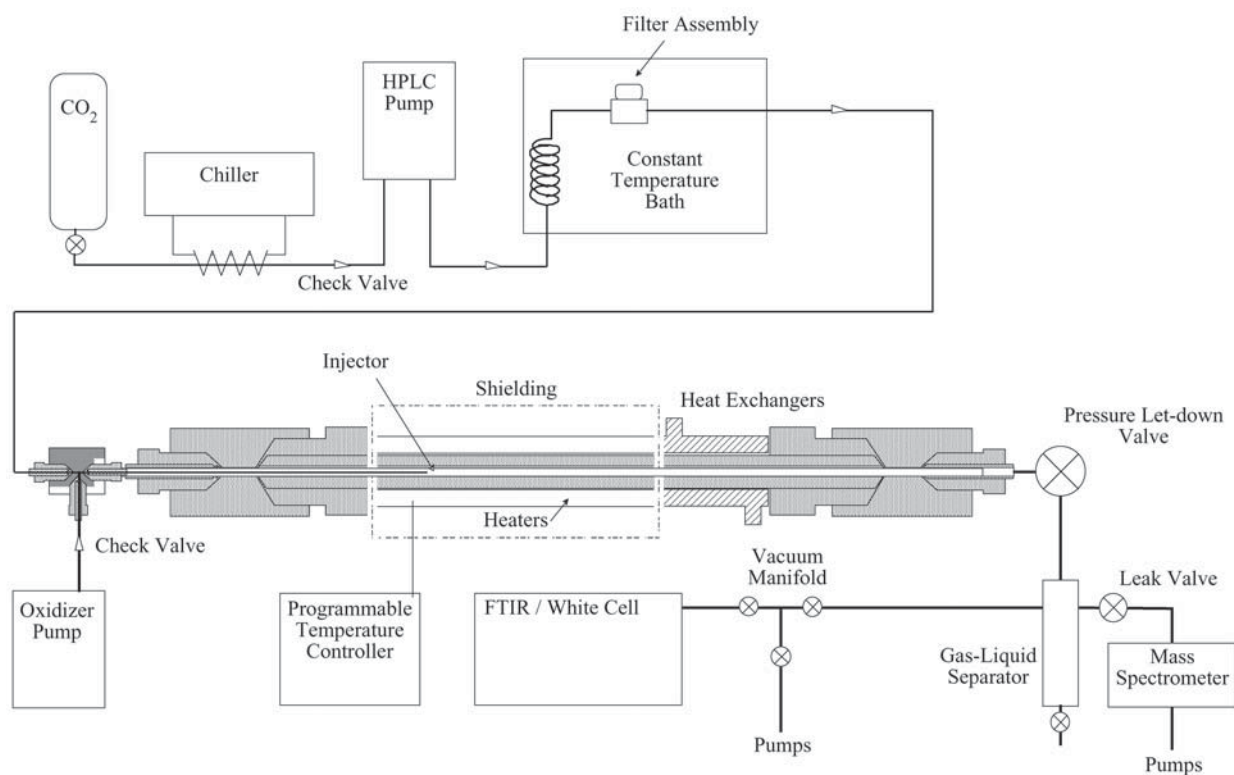 Filter Assembly
CO2
HPLC
Pump
Chiller
Constant
Temperature
Bath
Check Valve
Injector
Shielding
Heat Exchangers
Pressure Let-down
Valve
Heaters
Check Valve
Vacuum
Manifold
Leak Valve
Oxidizer
Pump
Programmable
Temperature
Controller
FTIR / White Cell
Gas-Liquid
Separator
Mass
Spectrometer
Pumps
Pumps